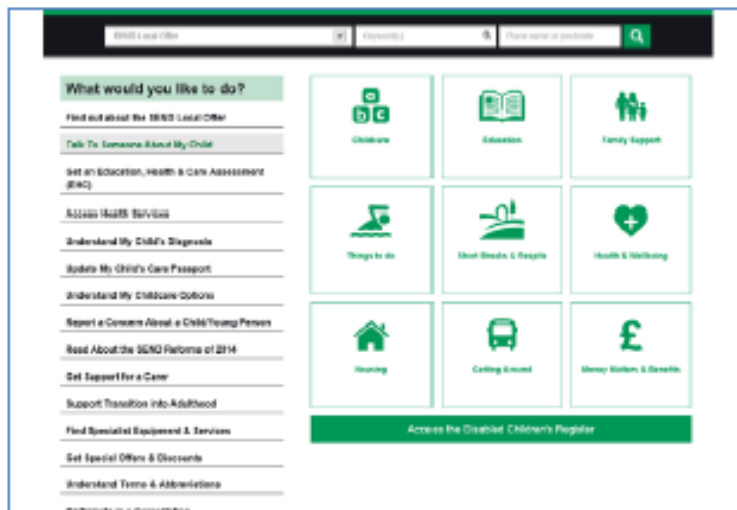 SEND Local Offer
Keyword(s)
Place name or postcode
What would you like to do?
Find out about the SEND Local Offer
Talk To Someone About My Child
Get an Education, Health & Care Assessment
(EHC)
Access Health Services
Understand My Child's Diagnosis
Update My Child's Care Passport
Understand My Childcare Options
Report a Concern About a Child/Young Person
Read About the SEND Reforms of 2014
Get Support for a Carer
Support Transition into Adulthood
Find Specialist Equipment & Services
Get Special Offers & Discounts
Understand Terms & Abbreviations
a b c
Childcare
Education
Family Support
Things to do
Short Breaks & Respite
Health & Wellbeing
Housing
Getting Around
£
Money Matters & Benefits
Access the Disabled Children's Register